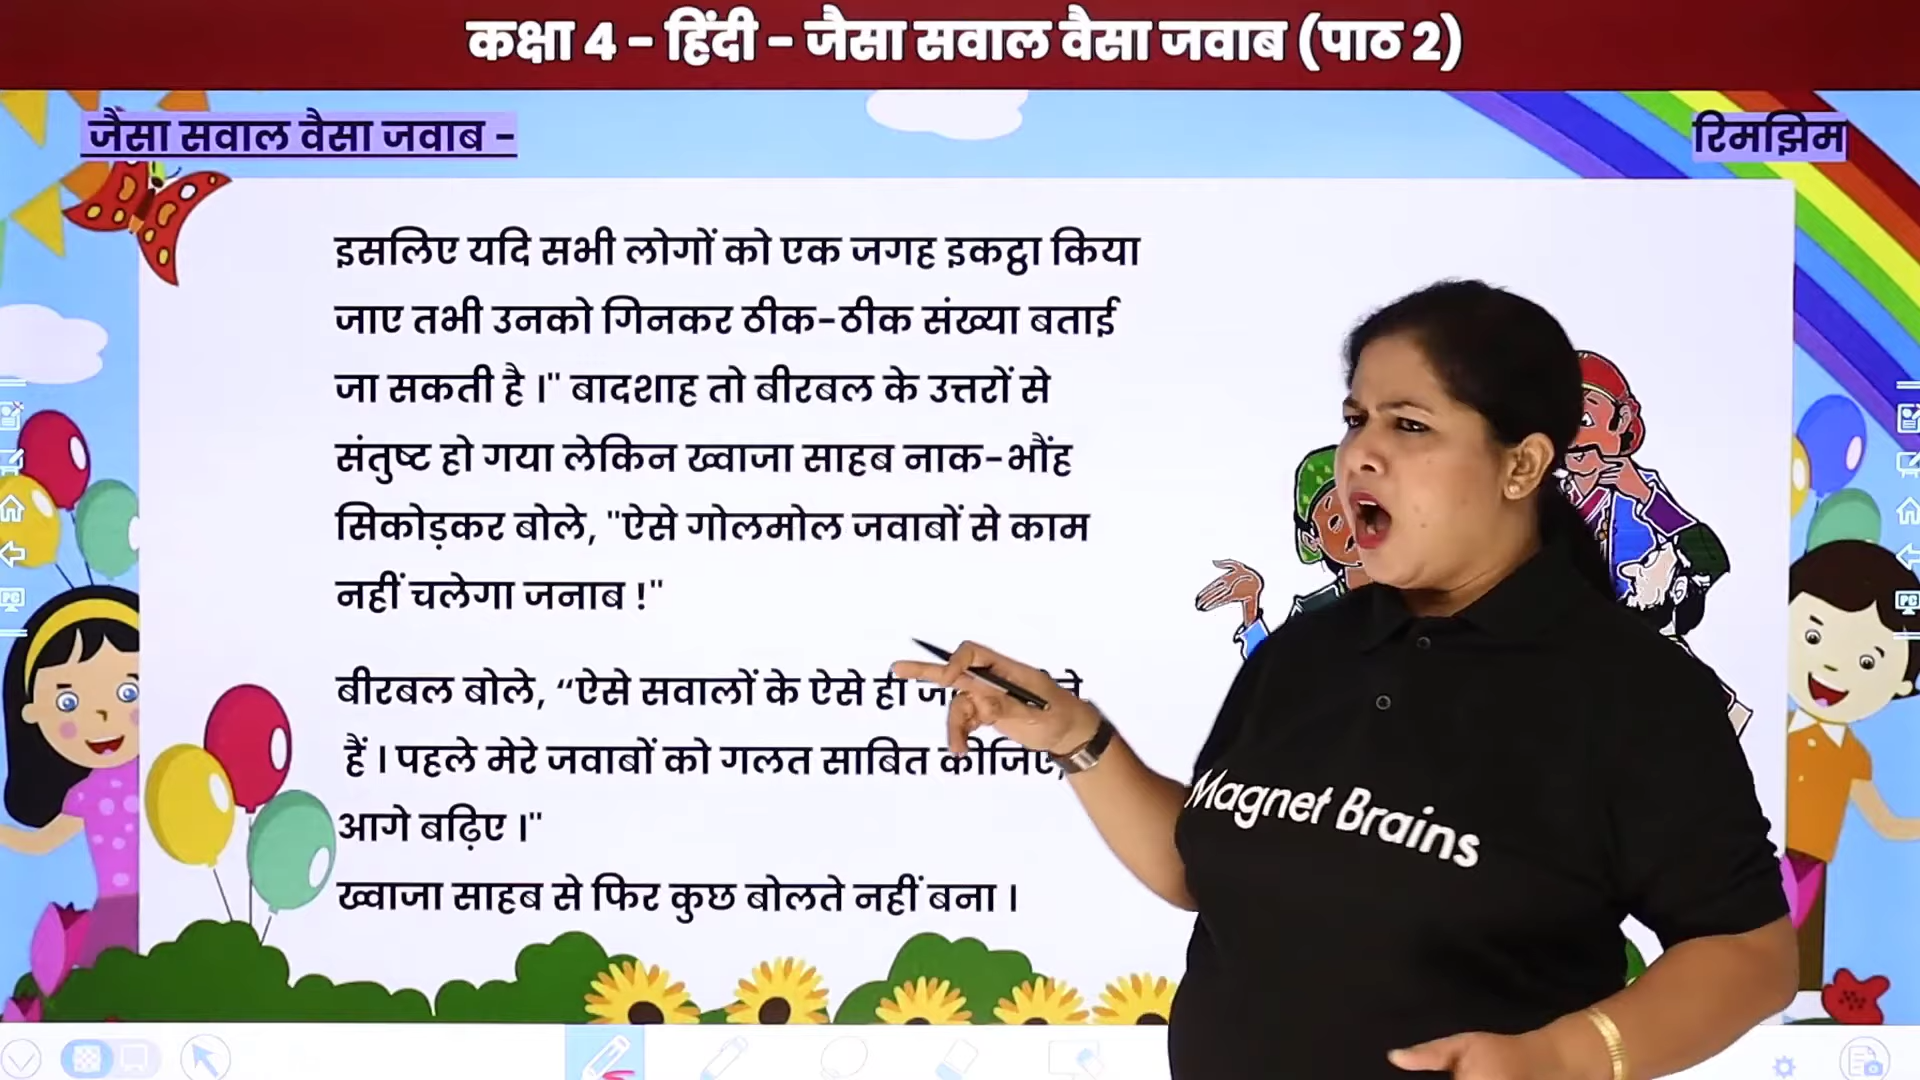 कक्षा 4 - हिंदी - जैसा सवाल वैसा जवाब (पाठ 2)
जैसा सवाल वैसा जवाब -
रिमझिम
इसलिए यदि सभी लोगों को एक जगह इकट्ठा किया
जाए तभी उनको गिनकर ठीक-ठीक संख्या बताई
जा सकती है ।" बादशाह तो बीरबल के उत्तरों से
संतुष्ट हो गया लेकिन ख्वाजा साहब नाक-भौंह
सिकोड़कर बोले, "ऐसे गोलमोल जवाबों से काम
नहीं चलेगा जनाब !"
बीरबल बोले, “ऐसे सवालों के ऐसे ही
हैं । पहले मेरे जवाबों को गलत साबित कीजिए,
आगे बढ़िए ।"
ख्वाजा साहब से फिर कुछ बोलते नहीं बना ।
Magnet Brains
PC
PC